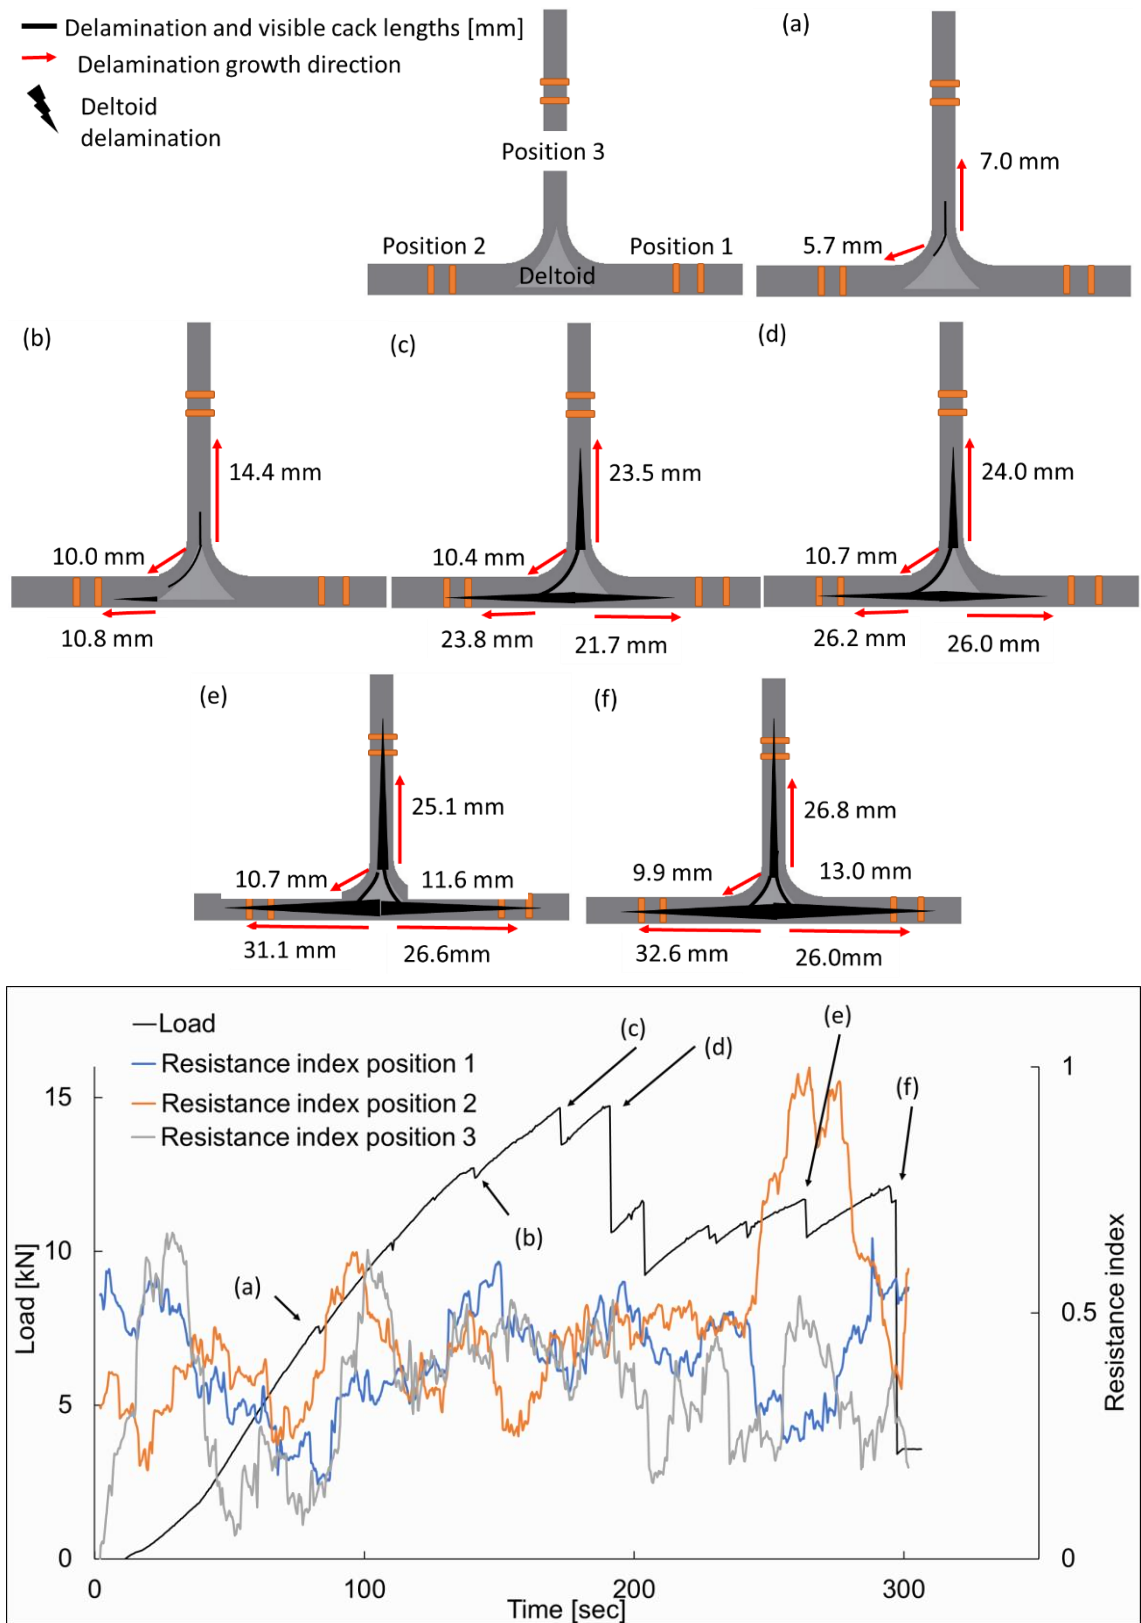 Delamination and visible cack lengths [mm]
Delamination growth direction
Deltoid
delamination
Position 3
Position 2
Position 1
Deltoid
(a)
7.0 mm
5.7 mm
(b)
14.4 mm
10.0 mm
10.8 mm
(c)
23.5 mm
10.4 mm
23.8 mm
21.7 mm
(d)
24.0 mm
10.7 mm
26.2 mm
26.0 mm
(e)
25.1 mm
10.7 mm
11.6 mm
31.1 mm
26.6mm
(f)
26.8 mm
9.9 mm
13.0 mm
32.6 mm
26.0mm
Load
Resistance index position 1
Resistance index position 2
Resistance index position 3
(a)
(b)
(c)
(d)
(e)
(f)
Load [kN]
15
10
5
0
Resistance index
1
0.5
0
0
100
200
300
Time [sec]